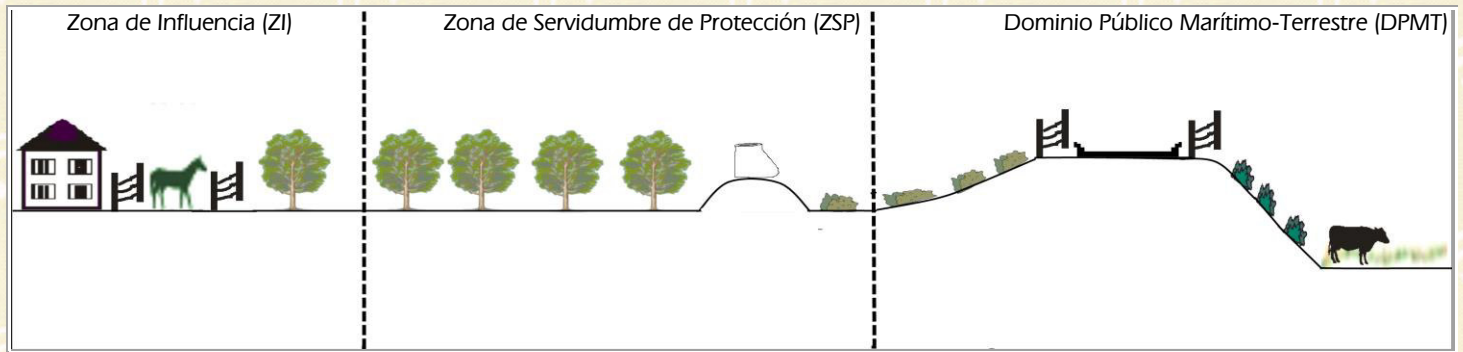 Zona de Influencia (ZI)
Zona de Servidumbre de Protección (ZSP)
Dominio Público Marítimo-Terrestre (DPMT)